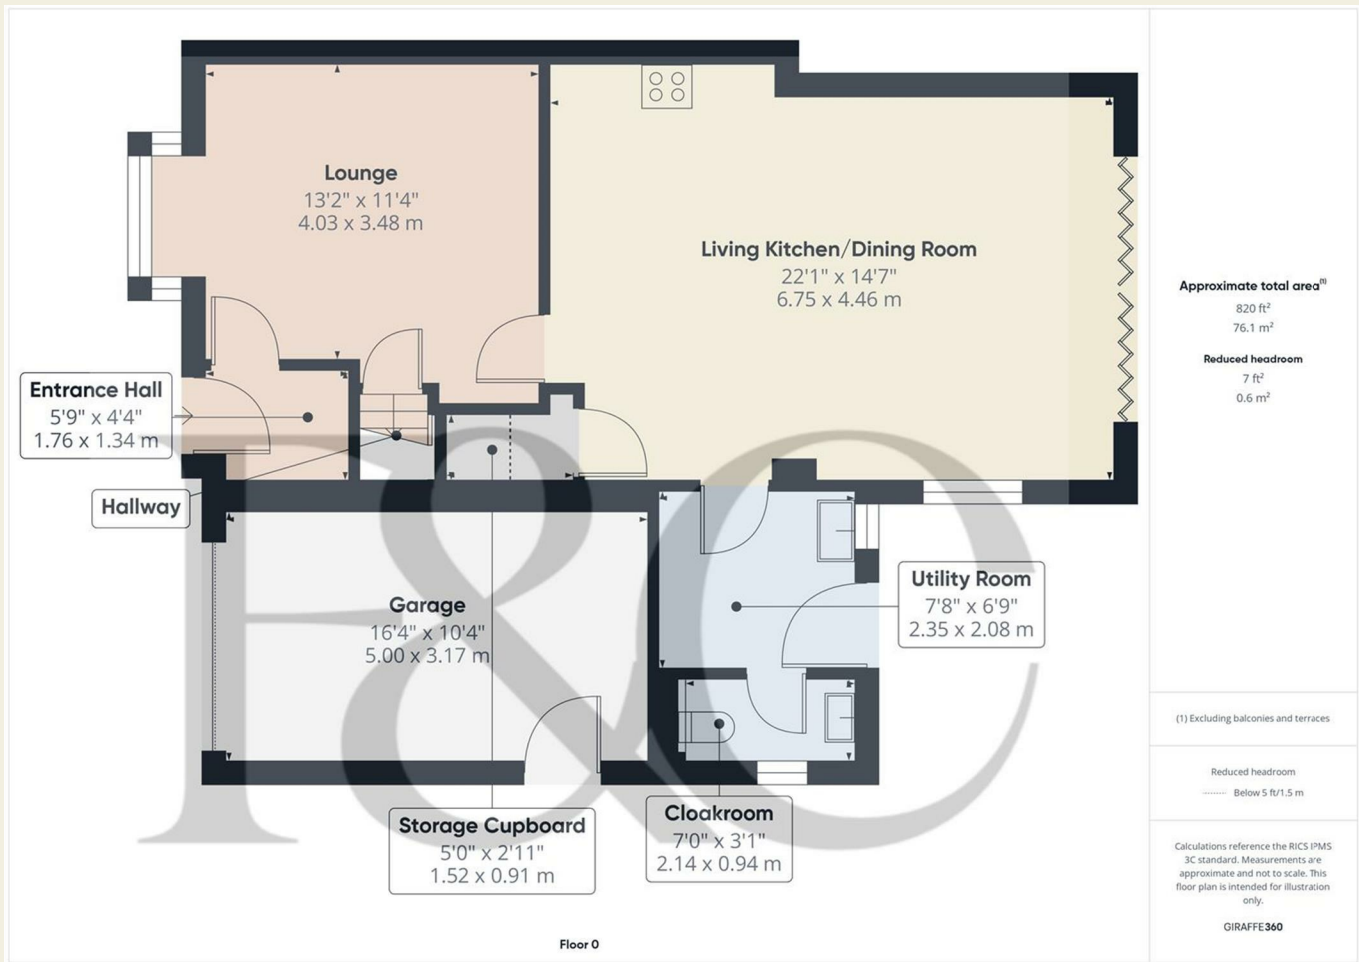 Lounge
13'2" x 11'4"
4.03 x 3.48 m
Living Kitchen/Dining Room
22'1" x 14'7"
6.75 x 4.46 m
Entrance Hall
5'9" x 4'4"
1.76 x 1.34 m
Hallway
Garage
16'4" x 10'4"
5.00 x 3.17 m
Utility Room
7'8" x 6'9"
2.35 x 2.08 m
Storage Cupboard
5'0" x 2'11"
1.52 x 0.91 m
Cloakroom
7'0" x 3'1"
2.14 x 0.94 m
F&C
Floor 0
Approximate total area(1)
820 ft²
76.1 m²
Reduced headroom
7 ft²
0.6 m²
(1) Excluding balconies and terraces
Reduced headroom
Below 5 ft/1.5 m
Calculations reference the RICS IPMS
3C standard. Measurements are
approximate and not to scale. This
floor plan is intended for illustration
only.
GIRAFFE360